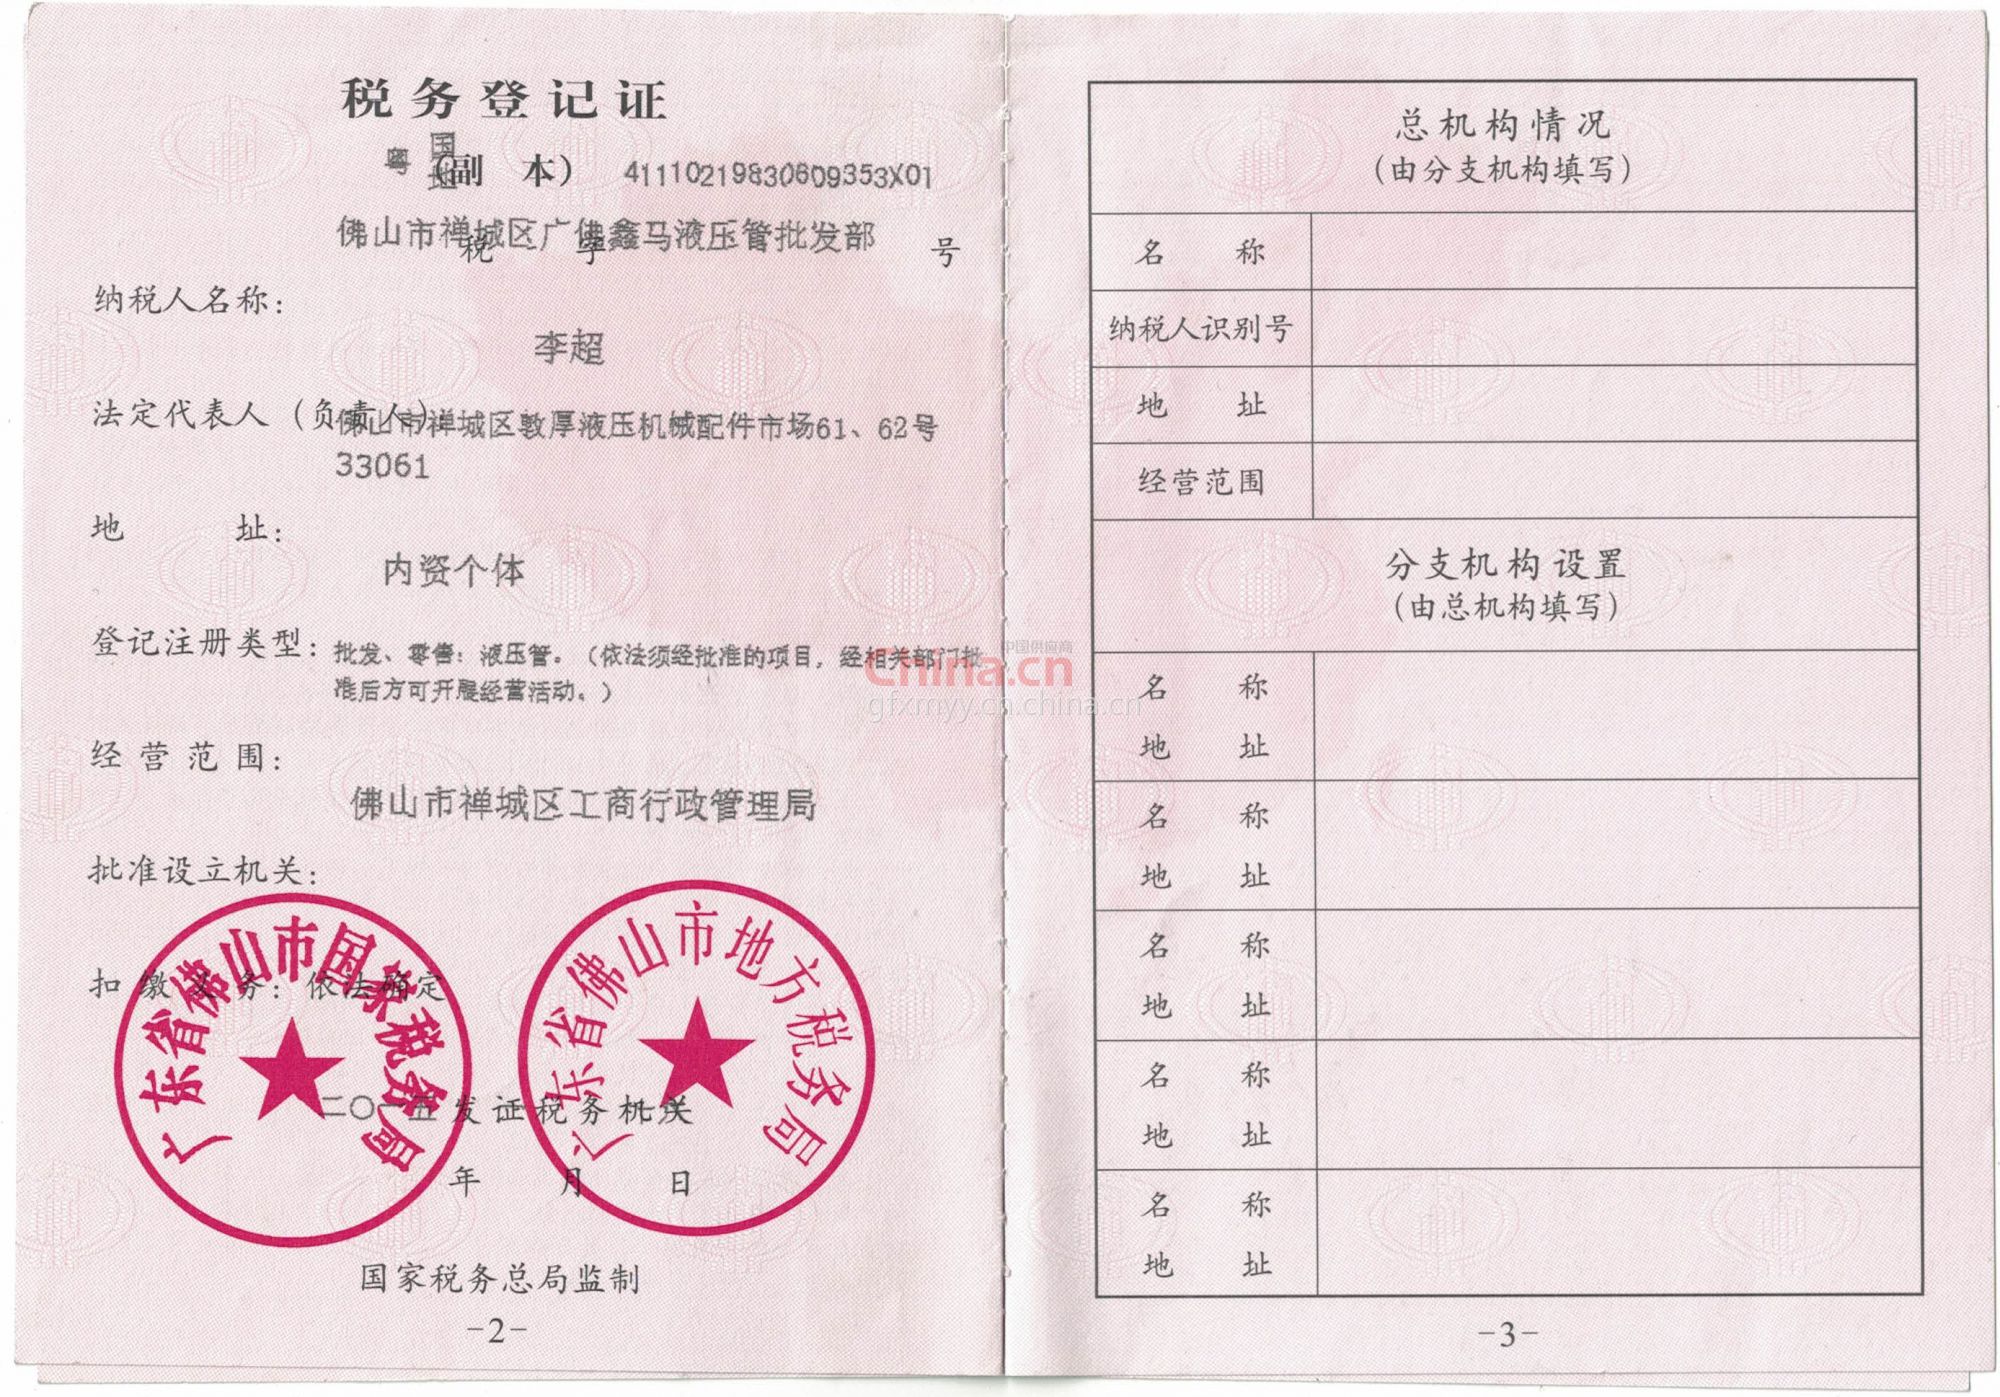 税务登记证
粤 国 (副 本) 41110219830609353X01
地
佛山市禅城区广佛鑫马液压管批发部
税 字 号
纳税人名称:
李超
法定代表人(负责人):
佛山市禅城区敦厚液压机械配件市场61、62号
33061
地 址:
内资个体
登记注册类型:
批发、零售:液压管。(依法须经批准的项目,经相关部门批
准后方可开展经营活动。)
经营范围:
佛山市禅城区工商行政管理局
批准设立机关:
扣缴义务:依法确定
广东省佛山市国家税务局
广东省佛山市地方税务局
二〇一五
发证税务机关
年 月 日
国家税务总局监制
-2-
总机构情况
(由分支机构填写)
名 称
纳税人识别号
地 址
经营范围
分支机构设置
(由总机构填写)
名 称
地 址
名 称
地 址
名 称
地 址
名 称
地 址
名 称
地 址
-3-
中国供应商
China.cn
gfxmyy.cn.china.cn